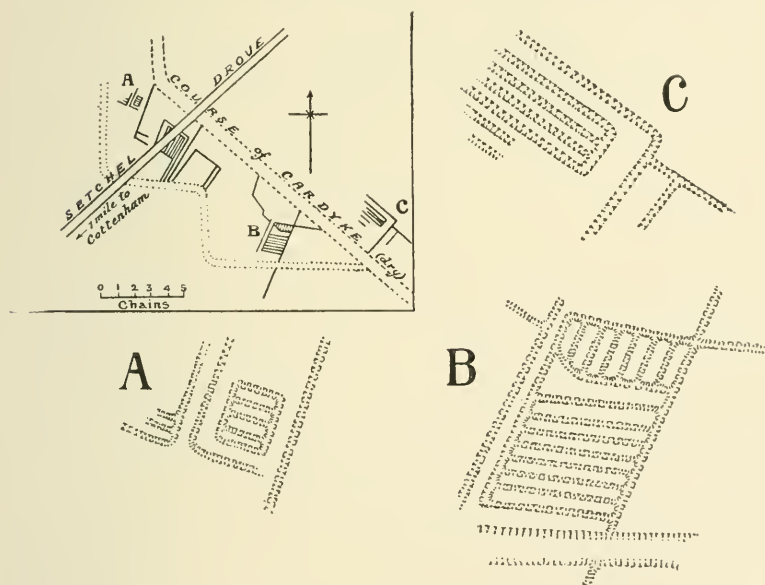 A
SETCHEL DROVE
COURSE of CARDYKE (dry)
← 1 mile to
Cottenham
B
C
0 1 2 3 4 5
Chains
C
A
B